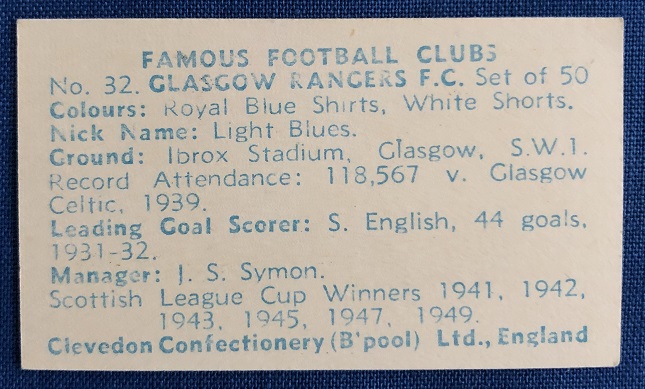 FAMOUS FOOTBALL CLUBS
No. 32. GLASGOW RANGERS F.C. Set of 50
Colours: Royal Blue Shirts, White Shorts.
Nick Name: Light Blues.
Ground: Ibrox Stadium, Glasgow, S.W.1.
Record Attendance: 118,567 v. Glasgow
Celtic, 1939.
Leading Goal Scorer: S. English, 44 goals,
1931-32.
Manager: J. S. Symon.
Scottish League Cup Winners 1941, 1942,
1943, 1945, 1947, 1949.
Clevedon Confectionery (B'pool) Ltd., England